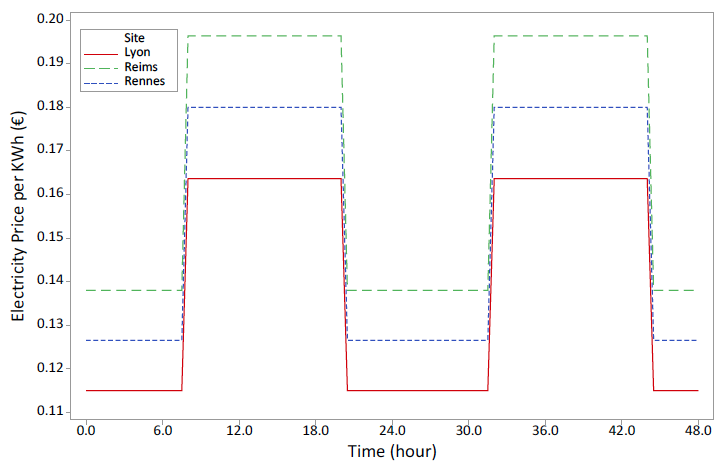 0.20
0.19
0.18
0.17
0.16
0.15
0.14
0.13
0.12
0.11
Electricity Price per KWh (€)
Site
Lyon
Reims
Rennes
0.0 6.0 12.0 18.0 24.0 30.0 36.0 42.0 48.0
Time (hour)